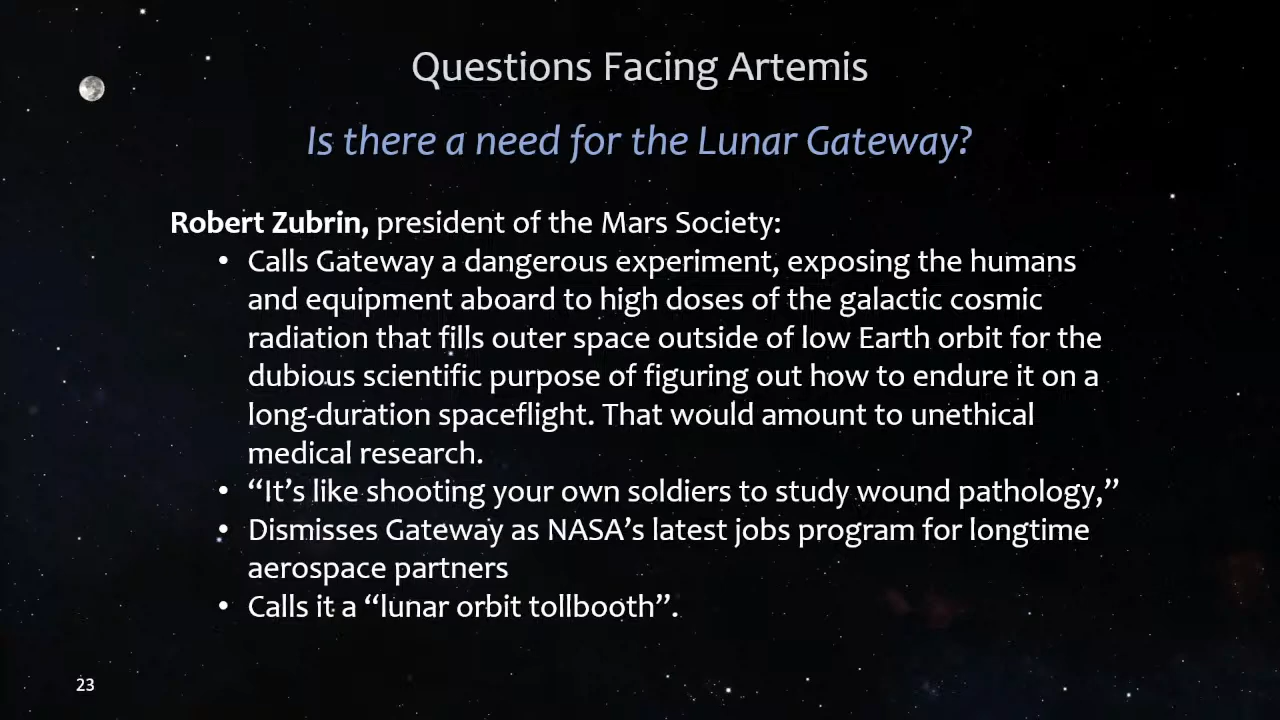 Questions Facing Artemis
Is there a need for the Lunar Gateway?
Robert Zubrin, president of the Mars Society:
• Calls Gateway a dangerous experiment, exposing the humans
and equipment aboard to high doses of the galactic cosmic
radiation that fills outer space outside of low Earth orbit for the
dubious scientific purpose of figuring out how to endure it on a
long-duration spaceflight. That would amount to unethical
medical research.
• “It’s like shooting your own soldiers to study wound pathology,”
• Dismisses Gateway as NASA’s latest jobs program for longtime
aerospace partners
• Calls it a “lunar orbit tollbooth”.
23